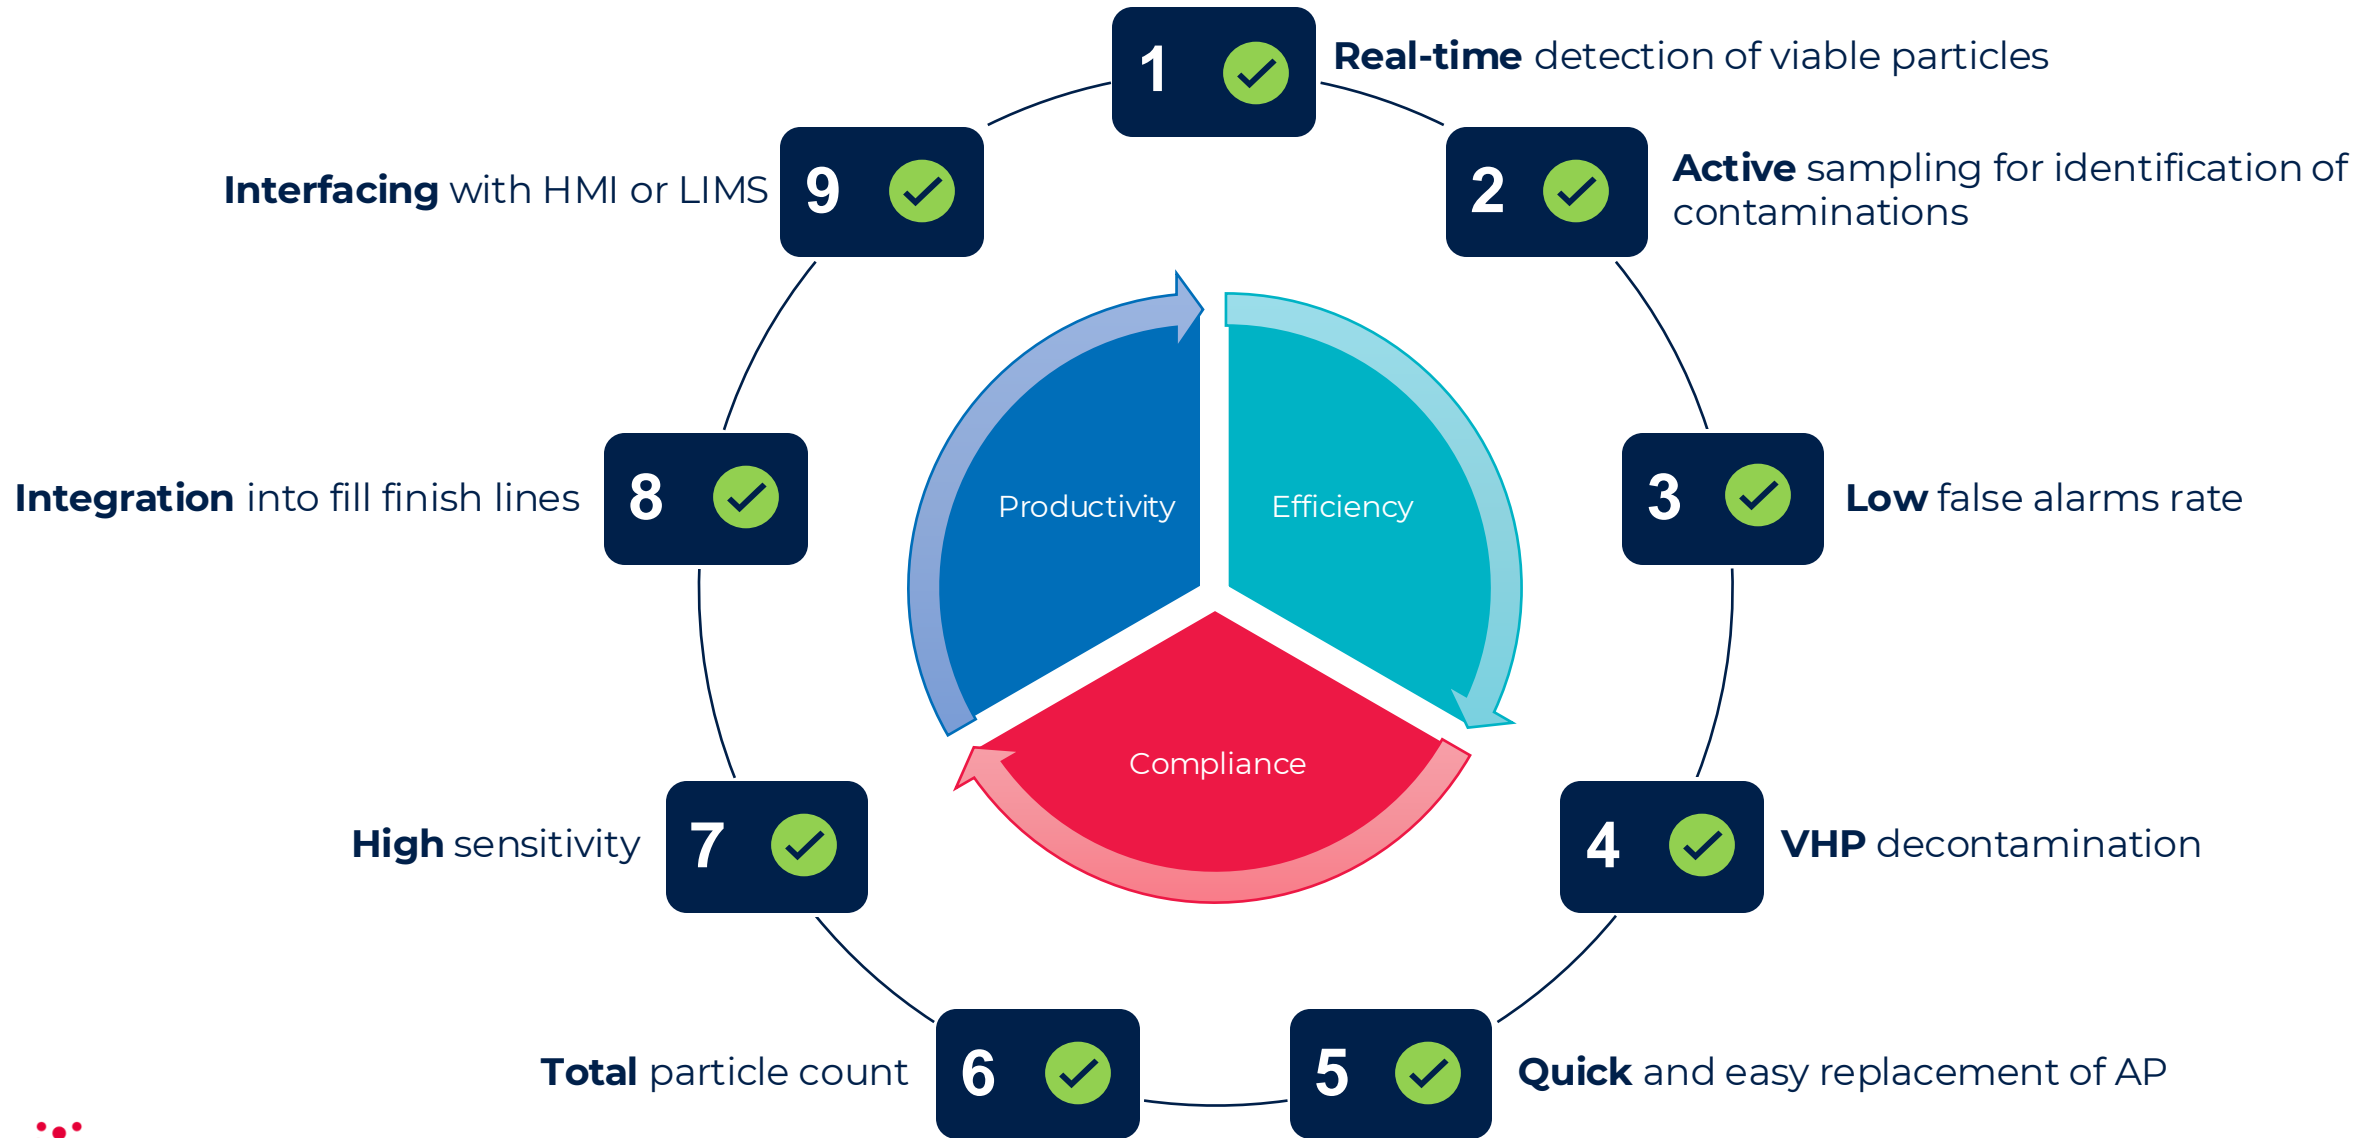 1
Real-time detection of viable particles
2
Active sampling for identification of
contaminations
3
Low false alarms rate
4
VHP decontamination
5
Quick and easy replacement of AP
6
Total particle count
7
High sensitivity
8
Integration into fill finish lines
9
Interfacing with HMI or LIMS
Productivity
Efficiency
Compliance